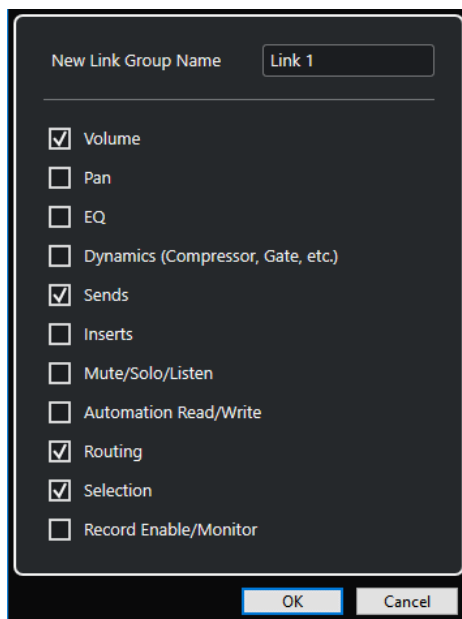 New Link Group Name Link 1
Volume
Pan
EQ
Dynamics (Compressor, Gate, etc.)
Sends
Inserts
Mute/Solo/Listen
Automation Read/Write
Routing
Selection
Record Enable/Monitor
OK Cancel